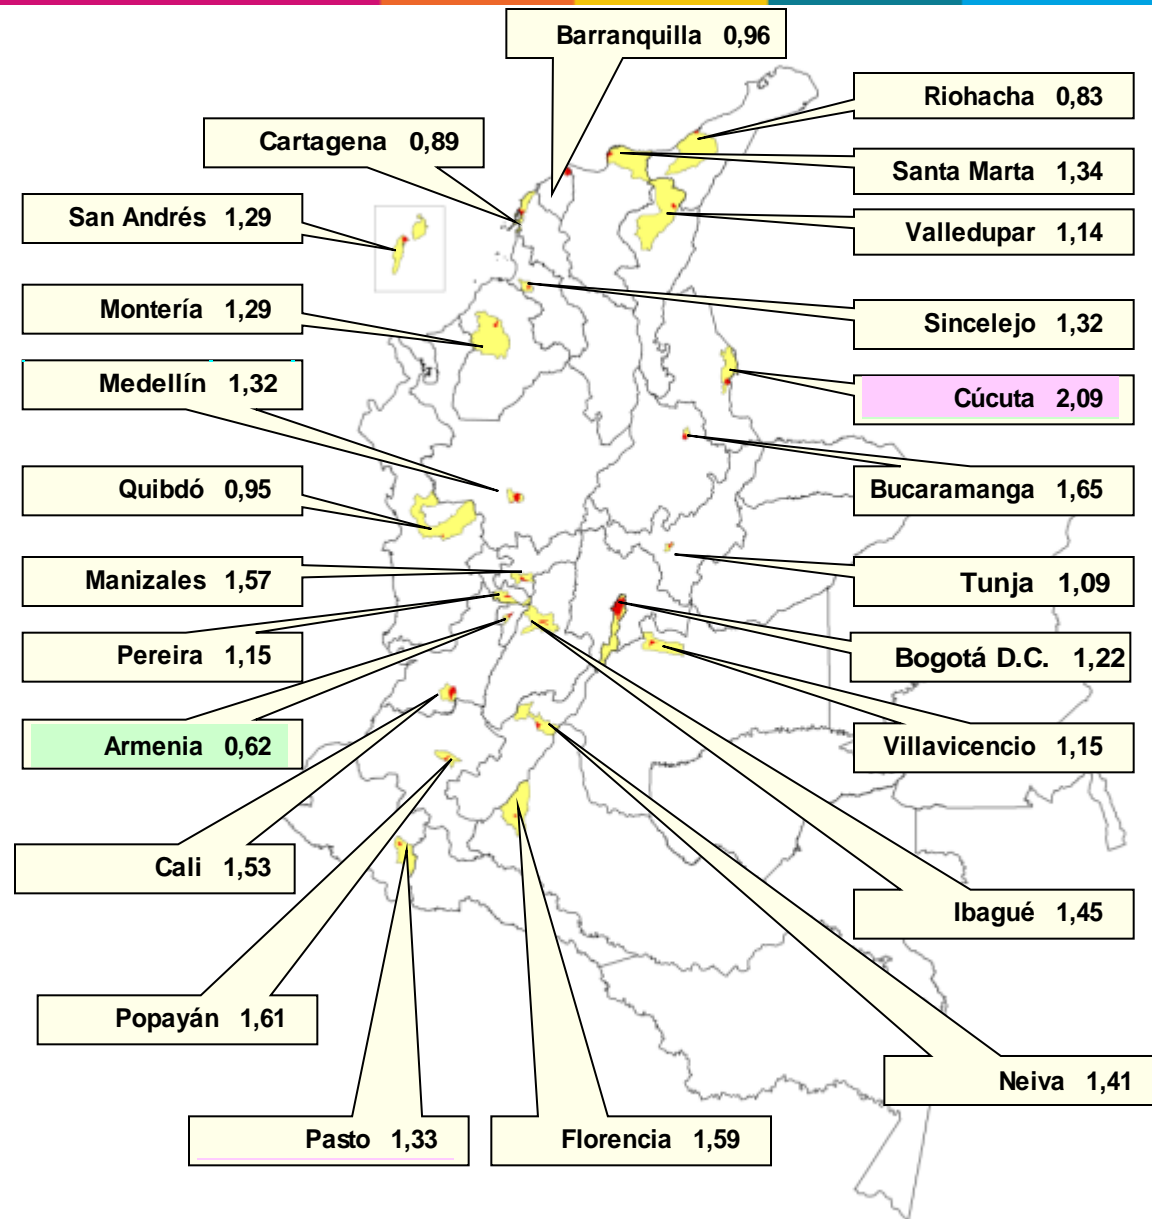 Barranquilla 0,96
Riohacha 0,83
Cartagena 0,89
Santa Marta 1,34
San Andrés 1,29
Valledupar 1,14
Montería 1,29
Sincelejo 1,32
Medellín 1,32
Cúcuta 2,09
Quibdó 0,95
Bucaramanga 1,65
Manizales 1,57
Tunja 1,09
Pereira 1,15
Bogotá D.C. 1,22
Armenia 0,62
Villavicencio 1,15
Cali 1,53
Ibagué 1,45
Popayán 1,61
Neiva 1,41
Pasto 1,33
Florencia 1,59